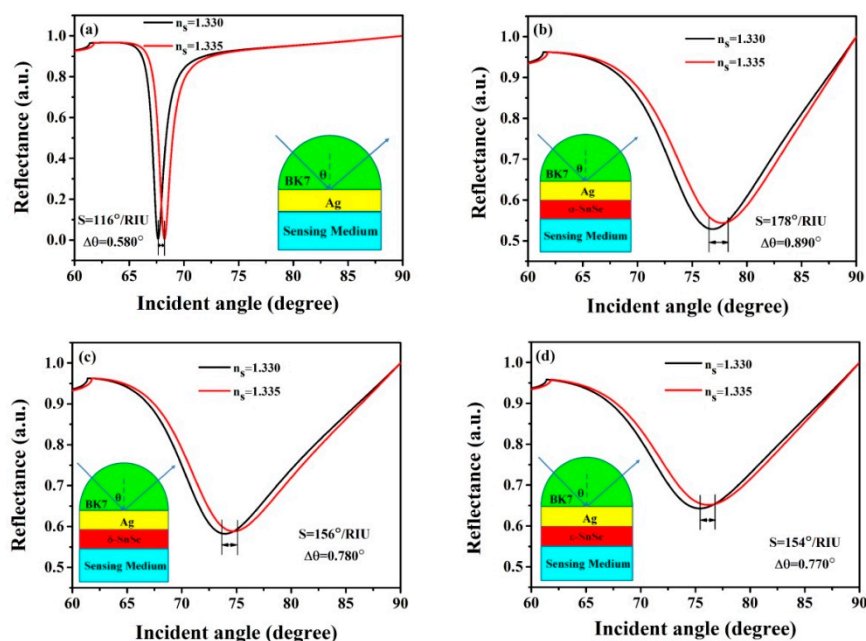 (a)
n_s=1.330
n_s=1.335
Reflectance (a.u.)
1.0
0.8
0.6
0.4
0.2
0.0
S=116°/RIU
Δθ=0.580°
θ
BK7
Ag
Sensing Medium
60 65 70 75 80 85 90
Incident angle (degree)
(b)
n_s=1.330
n_s=1.335
Reflectance (a.u.)
1.0
0.9
0.8
0.7
0.6
0.5
θ
BK7
Ag
α-SnSe
Sensing Medium
S=178°/RIU
Δθ=0.890°
60 65 70 75 80 85 90
Incident angle (degree)
(c)
n_s=1.330
n_s=1.335
Reflectance (a.u.)
1.0
0.9
0.8
0.7
0.6
0.5
θ
BK7
Ag
δ-SnSe
Sensing Medium
S=156°/RIU
Δθ=0.780°
60 65 70 75 80 85 90
Incident angle (degree)
(d)
n_s=1.330
n_s=1.335
Reflectance (a.u.)
1.0
0.9
0.8
0.7
0.6
0.5
θ
BK7
Ag
ε-SnSe
Sensing Medium
S=154°/RIU
Δθ=0.770°
60 65 70 75 80 85 90
Incident angle (degree)